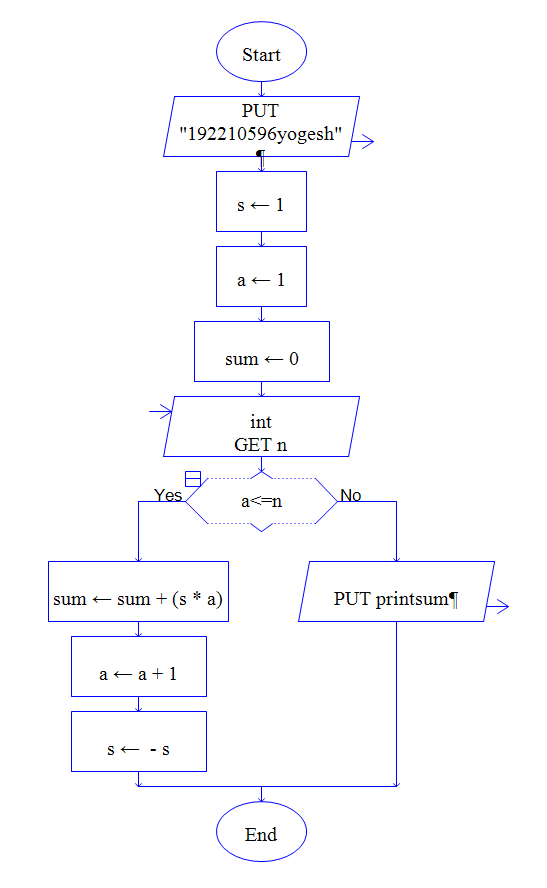 Start
PUT
"192210596yogesh"
¶
s ← 1
a ← 1
sum ← 0
int
GET n
Yes
a<=n
No
sum ← sum + (s * a)
PUT printsum¶
a ← a + 1
s ← - s
End